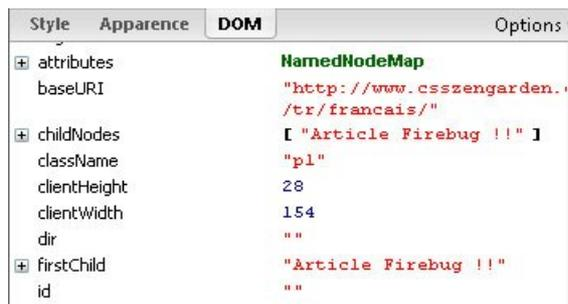 Style Apparence DOM Options
attributes NamedNodeMap
baseURI "http://www.csszengarden.
/tr/francais/"
childNodes [ "Article Firebug !!" ]
className "p1"
clientHeight 28
clientWidth 154
dir ""
firstChild "Article Firebug !!"
id ""